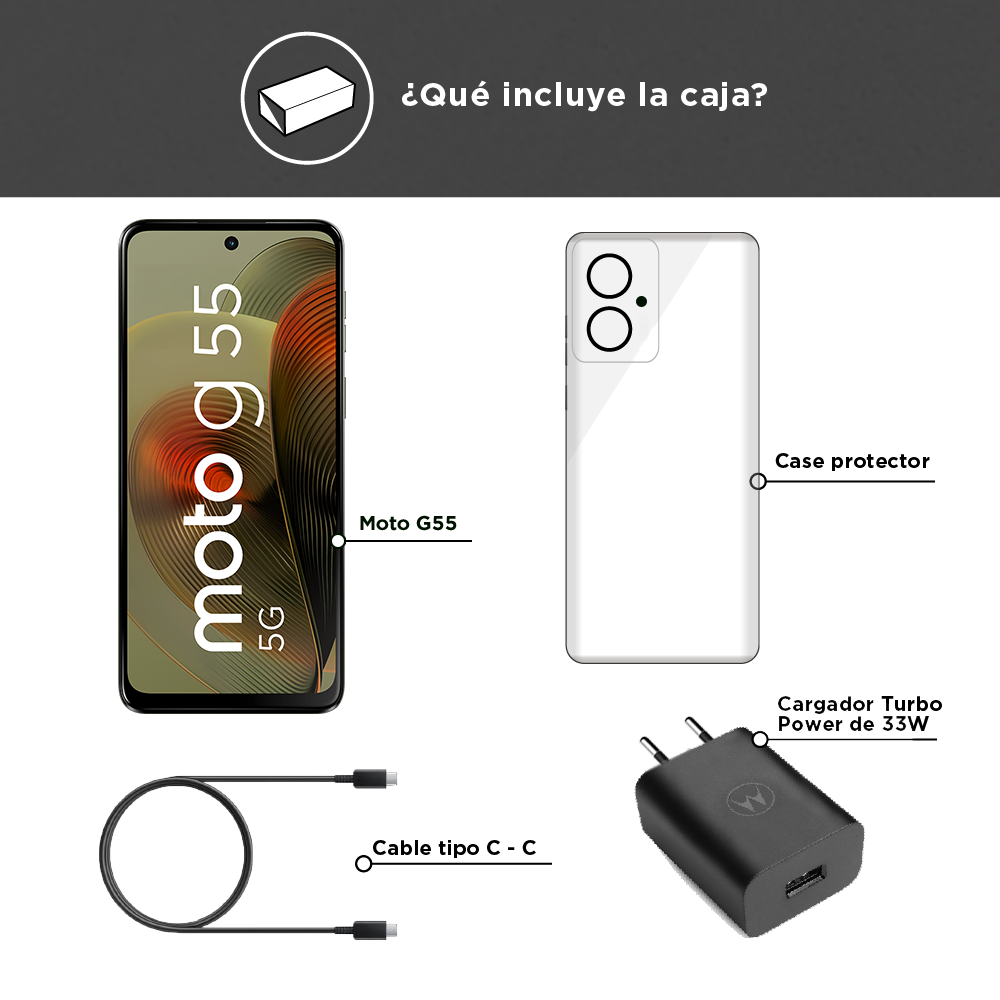 ¿Qué incluye la caja?
moto g 55
5G
Moto G55
Case protector
Cargador Turbo
Power de 33W
Cable tipo C - C